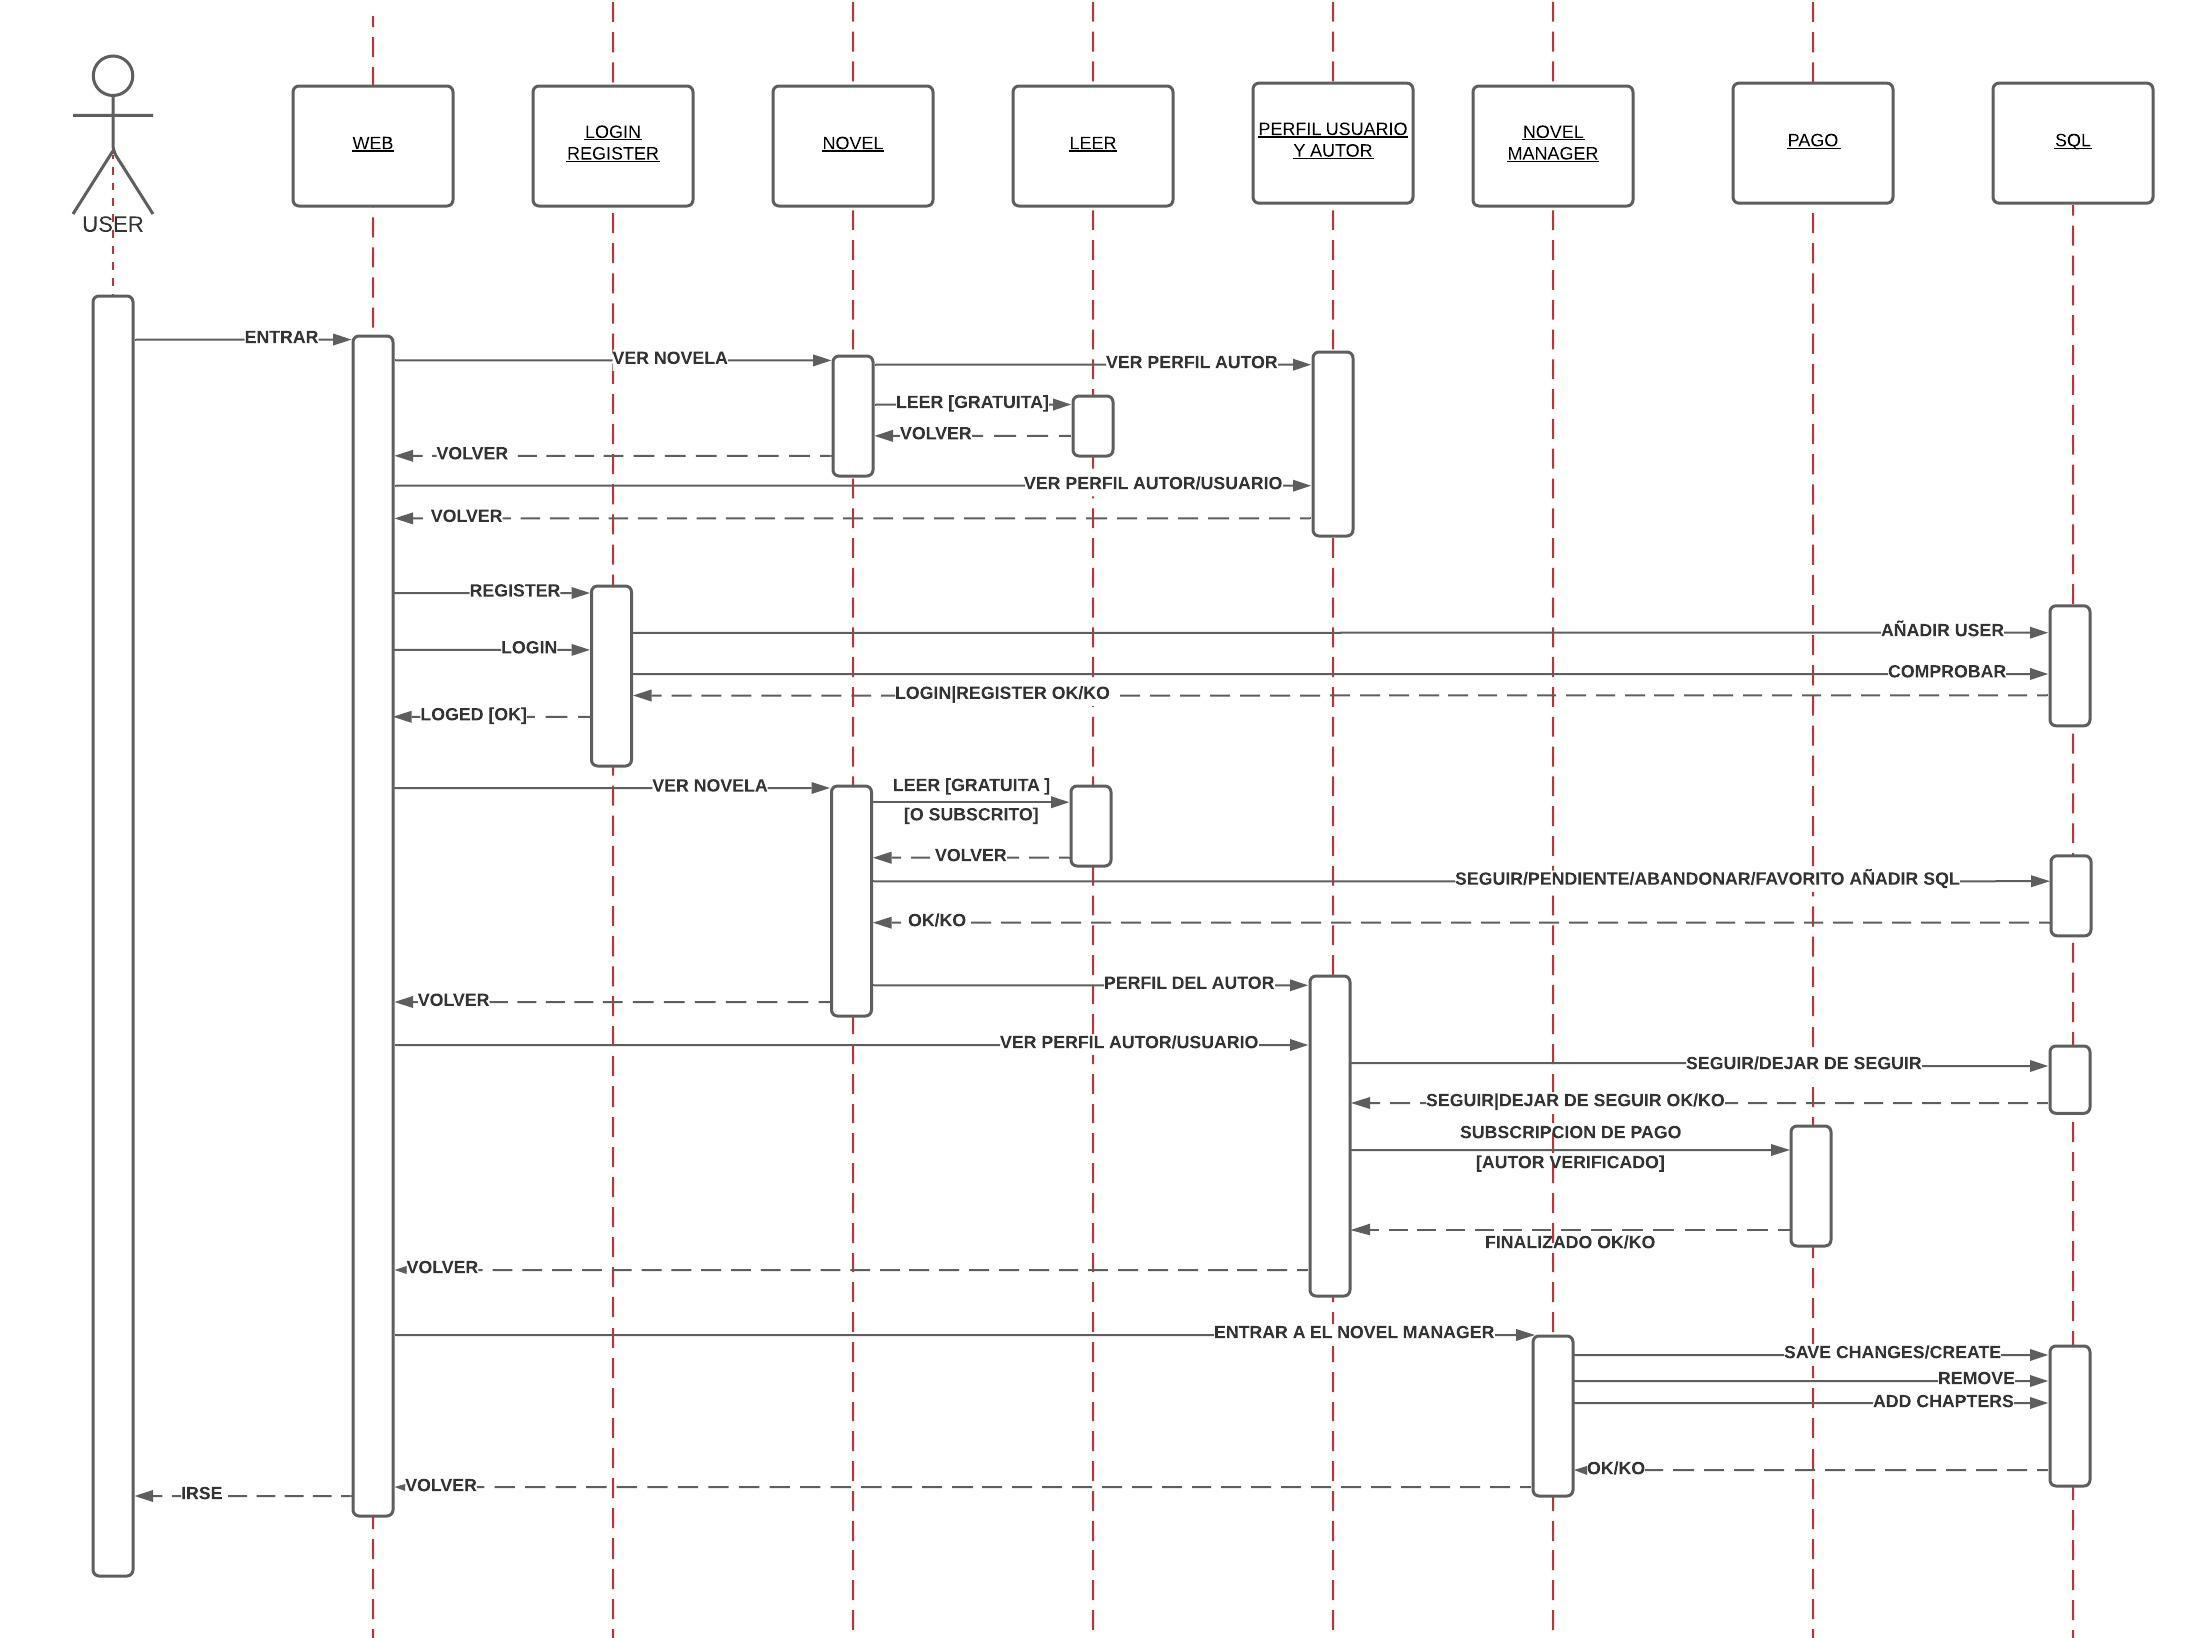 USER
WEB
LOGIN
REGISTER
NOVEL
LEER
PERFIL USUARIO
Y AUTOR
NOVEL
MANAGER
PAGO
SQL
ENTRAR
VER NOVELA
VER PERFIL AUTOR
LEER [GRATUITA]
VOLVER
VOLVER
VER PERFIL AUTOR/USUARIO
VOLVER
REGISTER
AÑADIR USER
LOGIN
COMPROBAR
LOGIN|REGISTER OK/KO
LOGED [OK]
VER NOVELA
LEER [GRATUITA ]
[O SUBSCRITO]
VOLVER
SEGUIR/PENDIENTE/ABANDONAR/FAVORITO AÑADIR SQL
OK/KO
PERFIL DEL AUTOR
VOLVER
VER PERFIL AUTOR/USUARIO
SEGUIR/DEJAR DE SEGUIR
SEGUIR|DEJAR DE SEGUIR OK/KO
SUBSCRIPCION DE PAGO
[AUTOR VERIFICADO]
FINALIZADO OK/KO
VOLVER
ENTRAR A EL NOVEL MANAGER
SAVE CHANGES/CREATE
REMOVE
ADD CHAPTERS
OK/KO
VOLVER
IRSE